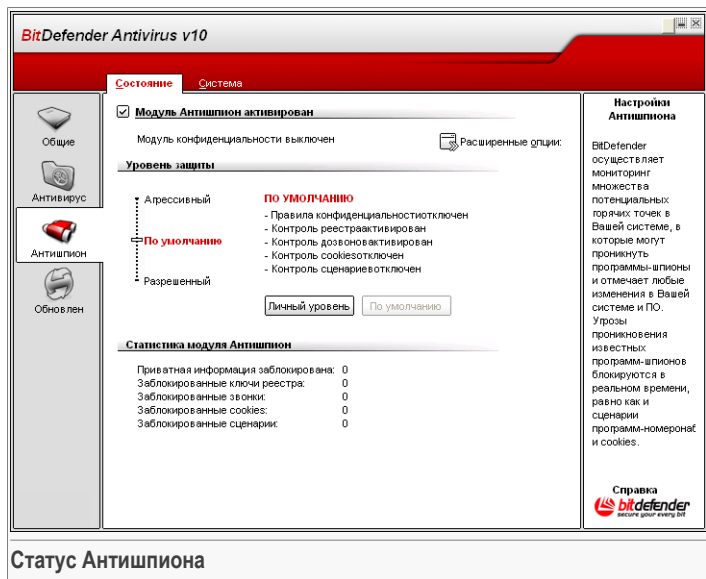 BitDefender Antivirus v10
Состояние Система
Общие
Антивирус
Антишпион
Обновлен
Модуль Антишпион активирован
Модуль конфиденциальности выключен
Расширенные опции:
Уровень защиты
Агрессивный
По умолчанию
Разрешенный
ПО УМОЛЧАНИЮ
- Правила конфиденциальностиотключен
- Контроль реестраактивирован
- Контроль дозвоновактивирован
- Контроль cookiesотключен
- Контроль сценариевотключен
Личный уровень По умолчанию
Статистика модуля Антишпион
Приватная информация заблокирована: 0
Заблокированные ключи реестра: 0
Заблокированные звонки: 0
Заблокированные cookies: 0
Заблокированные сценарии: 0
Настройки
Антишпиона
BitDefender
осуществляет
мониторинг
множества
потенциальных
горячих точек в
Вашей системе, в
которые могут
проникнуть
программы-шпионы
и отмечает любые
изменения в Вашей
системе и ПО.
Угрозы
проникновения
известных
программ-шпионов
блокируются в
реальном времени,
равно как и
сценарии
программ-номеронаб
и cookies.
Справка
bitdefender
secure your every bit
Статус Антишпиона